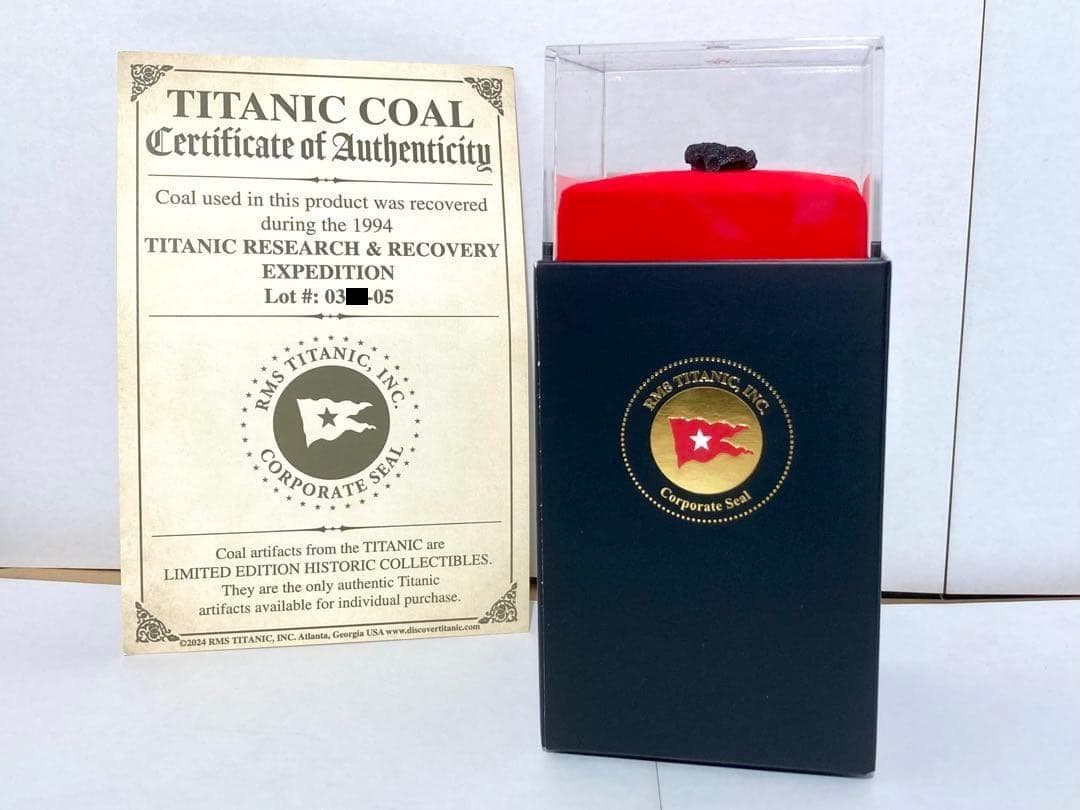 TITANIC COAL
Certificate of Authenticity
Coal used in this product was recovered
during the 1994
TITANIC RESEARCH & RECOVERY
EXPEDITION
Lot #: 03 -05
RMS TITANIC, INC.
CORPORATE SEAL
Coal artifacts from the TITANIC are
LIMITED EDITION HISTORIC COLLECTIBLES.
They are the only authentic Titanic
artifacts available for individual purchase.
©2024 RMS TITANIC, INC. Atlanta, Georgia USA www.discovertitanic.com
RMS TITANIC, INC.
Corporate Seal